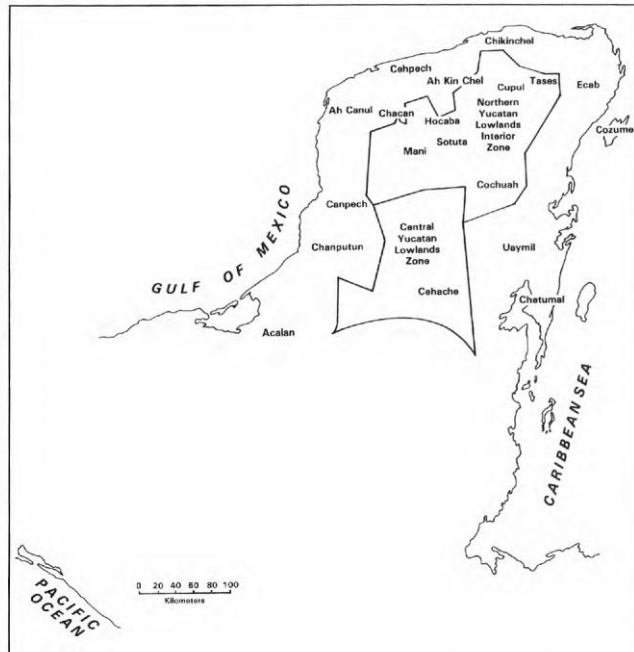 Chikinchel
Cehpech
Ah Kin Chel
Tases
Cupul
Ecab
Ah Canul
Chacan
Northern
Yucatan
Lowlands
Interior
Zone
Hocaba
Cozume
Sotuta
Mani
Cochuah
Canpech
Central
Yucatan
Lowlands
Zone
Chanputun
Uaymil
GULF OF MEXICO
Cehache
Chetumal
Acalan
CARIBBEAN SEA
0 20 40 60 80 100
Kilometers
PACIFIC
OCEAN